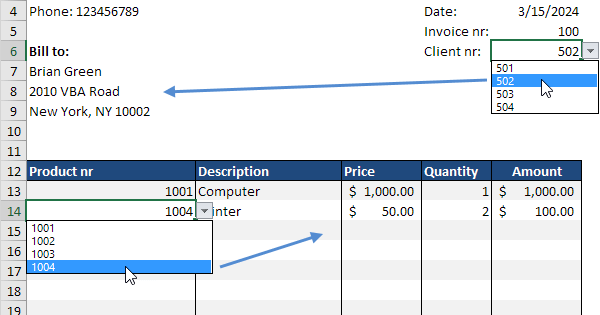 4 Phone: 123456789 Date: 3/15/2024
5 Invoice nr: 100
6 Bill to: Client nr: 502
7 Brian Green 501
8 2010 VBA Road 502
9 New York, NY 10002 503
504
10
11
12 Product nr Description Price Quantity Amount
13 1001 Computer $ 1,000.00 1 $ 1,000.00
14 1004 inter $ 50.00 2 $ 100.00
15 1001
16 1002
1003
17 1004
18
19